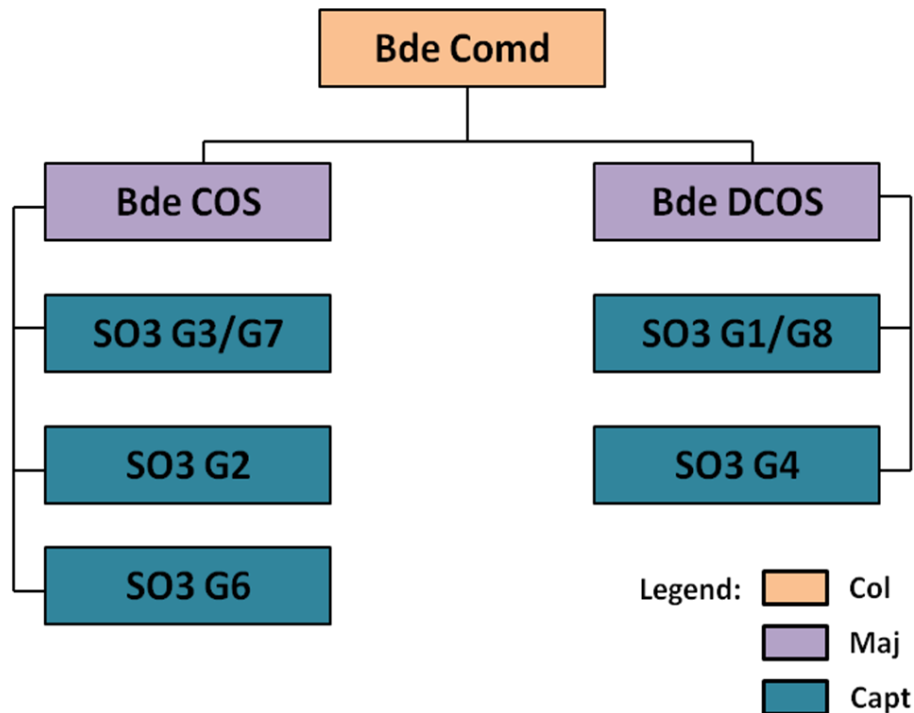 Bde Comd
Bde COS
Bde DCOS
SO3 G3/G7
SO3 G1/G8
SO3 G2
SO3 G4
SO3 G6
Legend:
Col
Maj
Capt